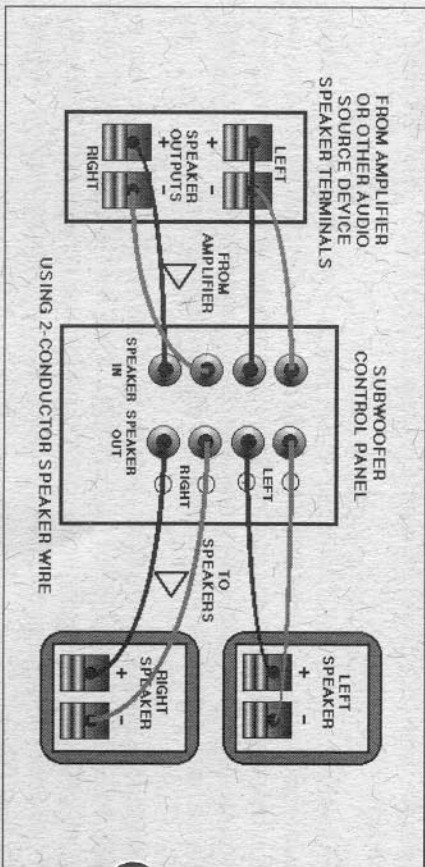 FROM AMPLIFIER
OR OTHER AUDIO
SOURCE DEVICE
SPEAKER TERMINALS
LEFT
+ -
SPEAKER
OUTPUTS
+ -
RIGHT
FROM
AMPLIFIER
SUBWOOFER
CONTROL PANEL
SPEAKER
IN
SPEAKER
OUT
LEFT
RIGHT
TO
SPEAKERS
LEFT
SPEAKER
+ -
RIGHT
SPEAKER
+ -
USING 2-CONDUCTOR SPEAKER WIRE